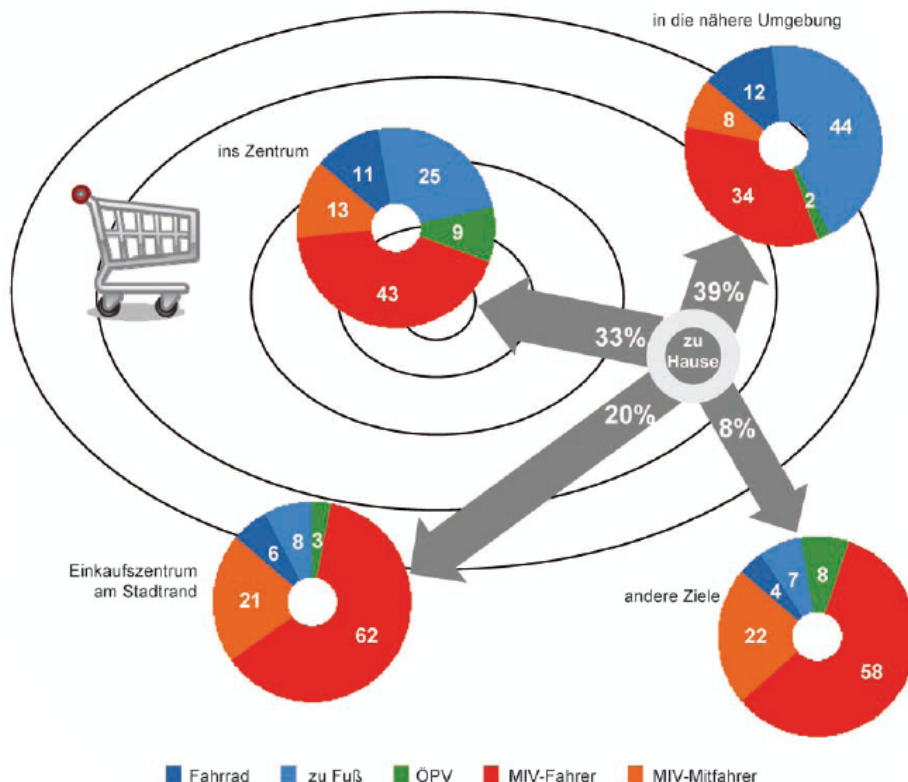 in die nähere Umgebung
12
44
8
34
2
ins Zentrum
11
25
13
9
43
39%
33%
zu
Hause
20%
8%
Einkaufszentrum
am Stadtrand
6
8
3
21
62
andere Ziele
4
7
8
22
58
Fahrrad
zu Fuß
ÖPV
MIV-Fahrer
MIV-Mitfahrer